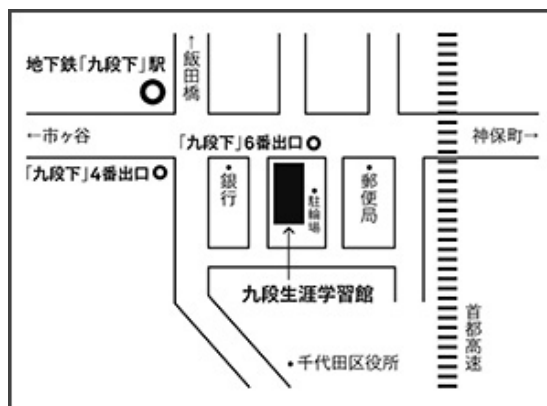 ↑飯田橋
地下鉄「九段下」駅
←市ヶ谷
神保町→
「九段下」6番出口
「九段下」4番出口
・銀行
・駐輪場
・郵便局
九段生涯学習館
首都高速
・千代田区役所